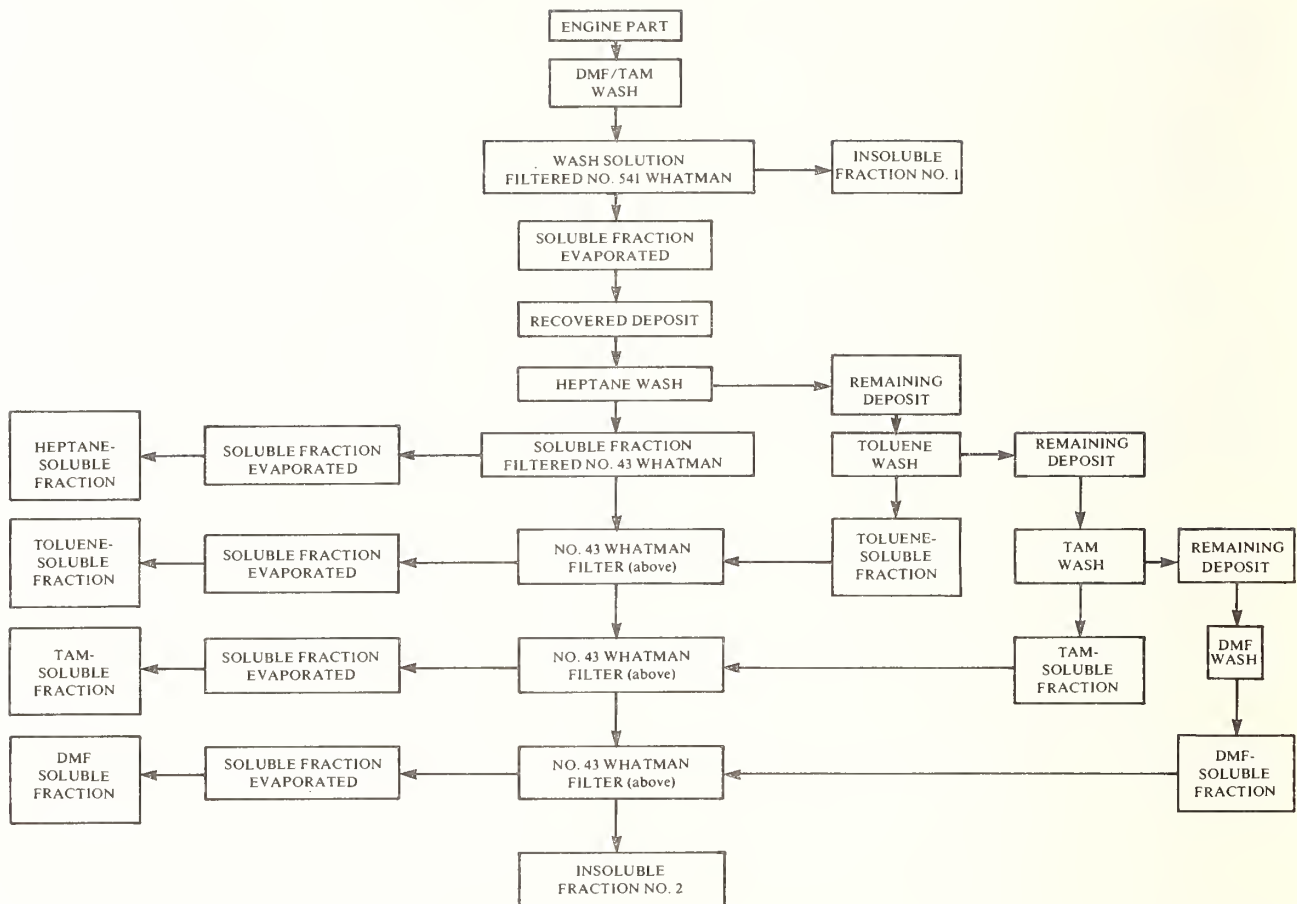 ENGINE PART
DMF/TAM
WASH
WASH SOLUTION
FILTERED NO. 541 WHATMAN
INSOLUBLE
FRACTION NO. 1
SOLUBLE FRACTION
EVAPORATED
RECOVERED DEPOSIT
HEPTANE WASH
REMAINING
DEPOSIT
HEPTANE-
SOLUBLE
FRACTION
SOLUBLE FRACTION
EVAPORATED
SOLUBLE FRACTION
FILTERED NO. 43 WHATMAN
TOLUENE
WASH
REMAINING
DEPOSIT
TOLUENE-
SOLUBLE
FRACTION
SOLUBLE FRACTION
EVAPORATED
NO. 43 WHATMAN
FILTER (above)
TOLUENE-
SOLUBLE
FRACTION
TAM
WASH
REMAINING
DEPOSIT
TAM-
SOLUBLE
FRACTION
SOLUBLE FRACTION
EVAPORATED
NO. 43 WHATMAN
FILTER (above)
TAM-
SOLUBLE
FRACTION
DMF
WASH
DMF
SOLUBLE
FRACTION
SOLUBLE FRACTION
EVAPORATED
NO. 43 WHATMAN
FILTER (above)
DMF-
SOLUBLE
FRACTION
INSOLUBLE
FRACTION NO. 2